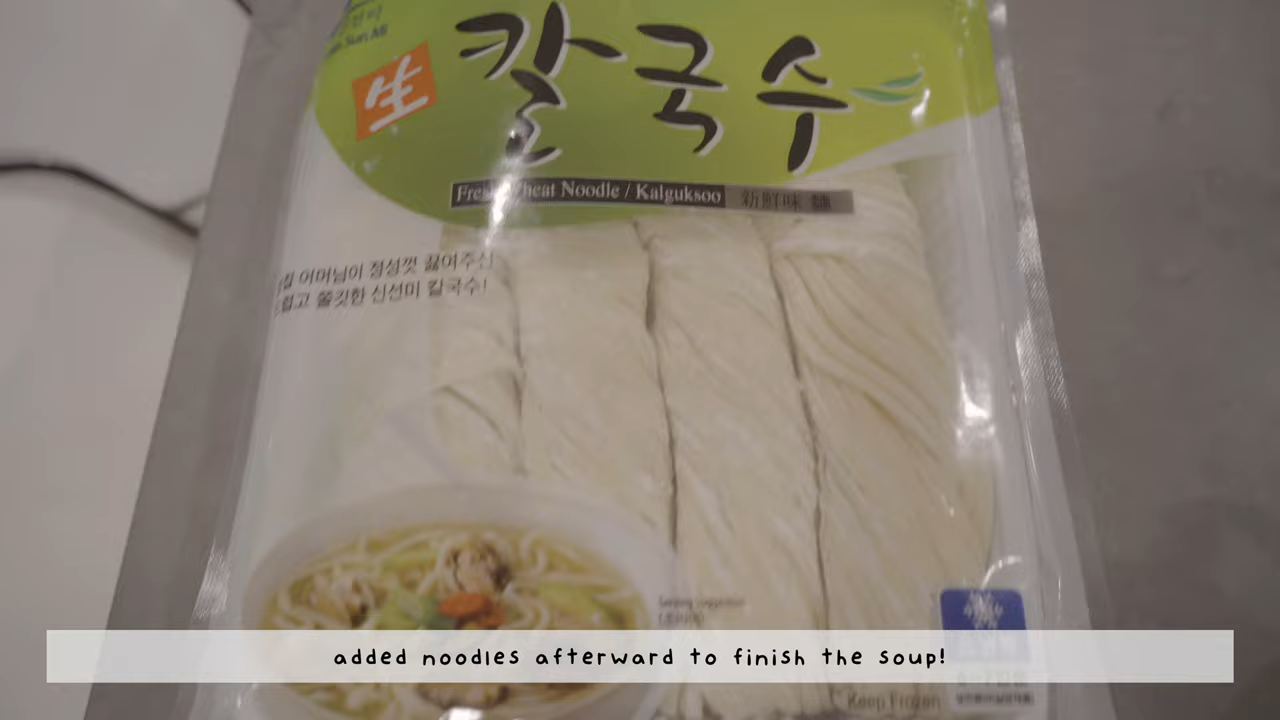 Sun Mi
生
칼국수
Fresh Wheat Noodle / Kalguksoo 新鮮味 麵
어머님이 정성껏 끓여주신
쫄깃한 신선미 칼국수!
added noodles afterward to finish the soup!
Keep Frozen